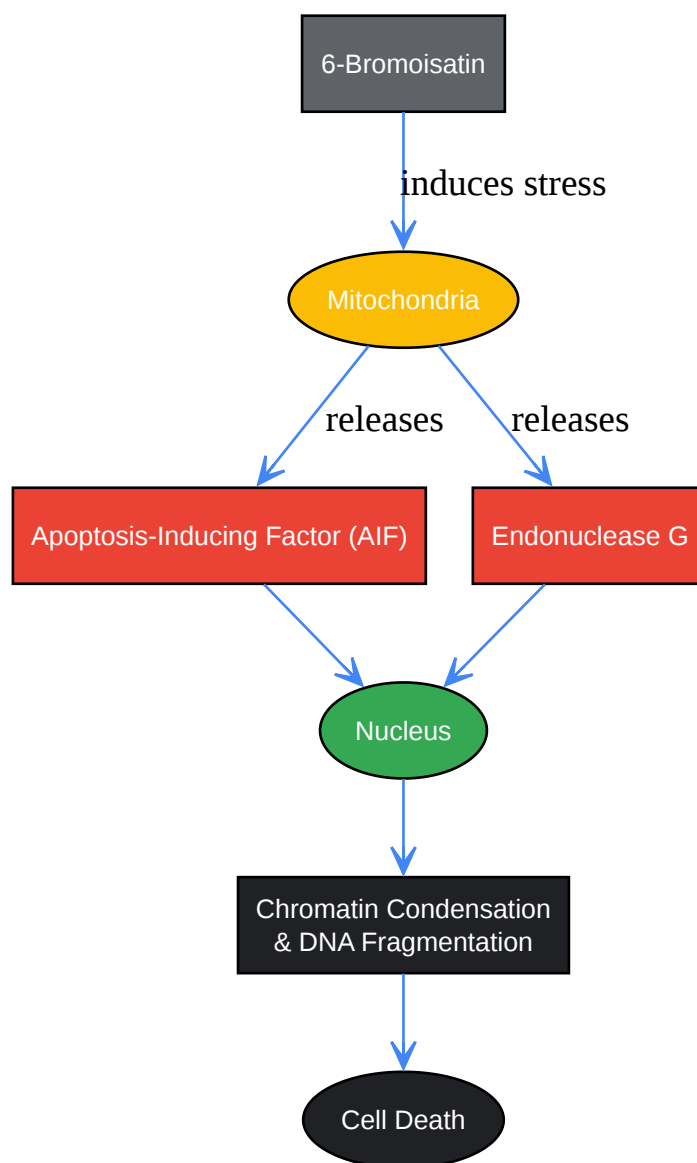 6-Bromoisatin
induces stress
Mitochondria
releases
releases
Apoptosis-Inducing Factor (AIF)
Endonuclease G
Nucleus
Chromatin Condensation
& DNA Fragmentation
Cell Death